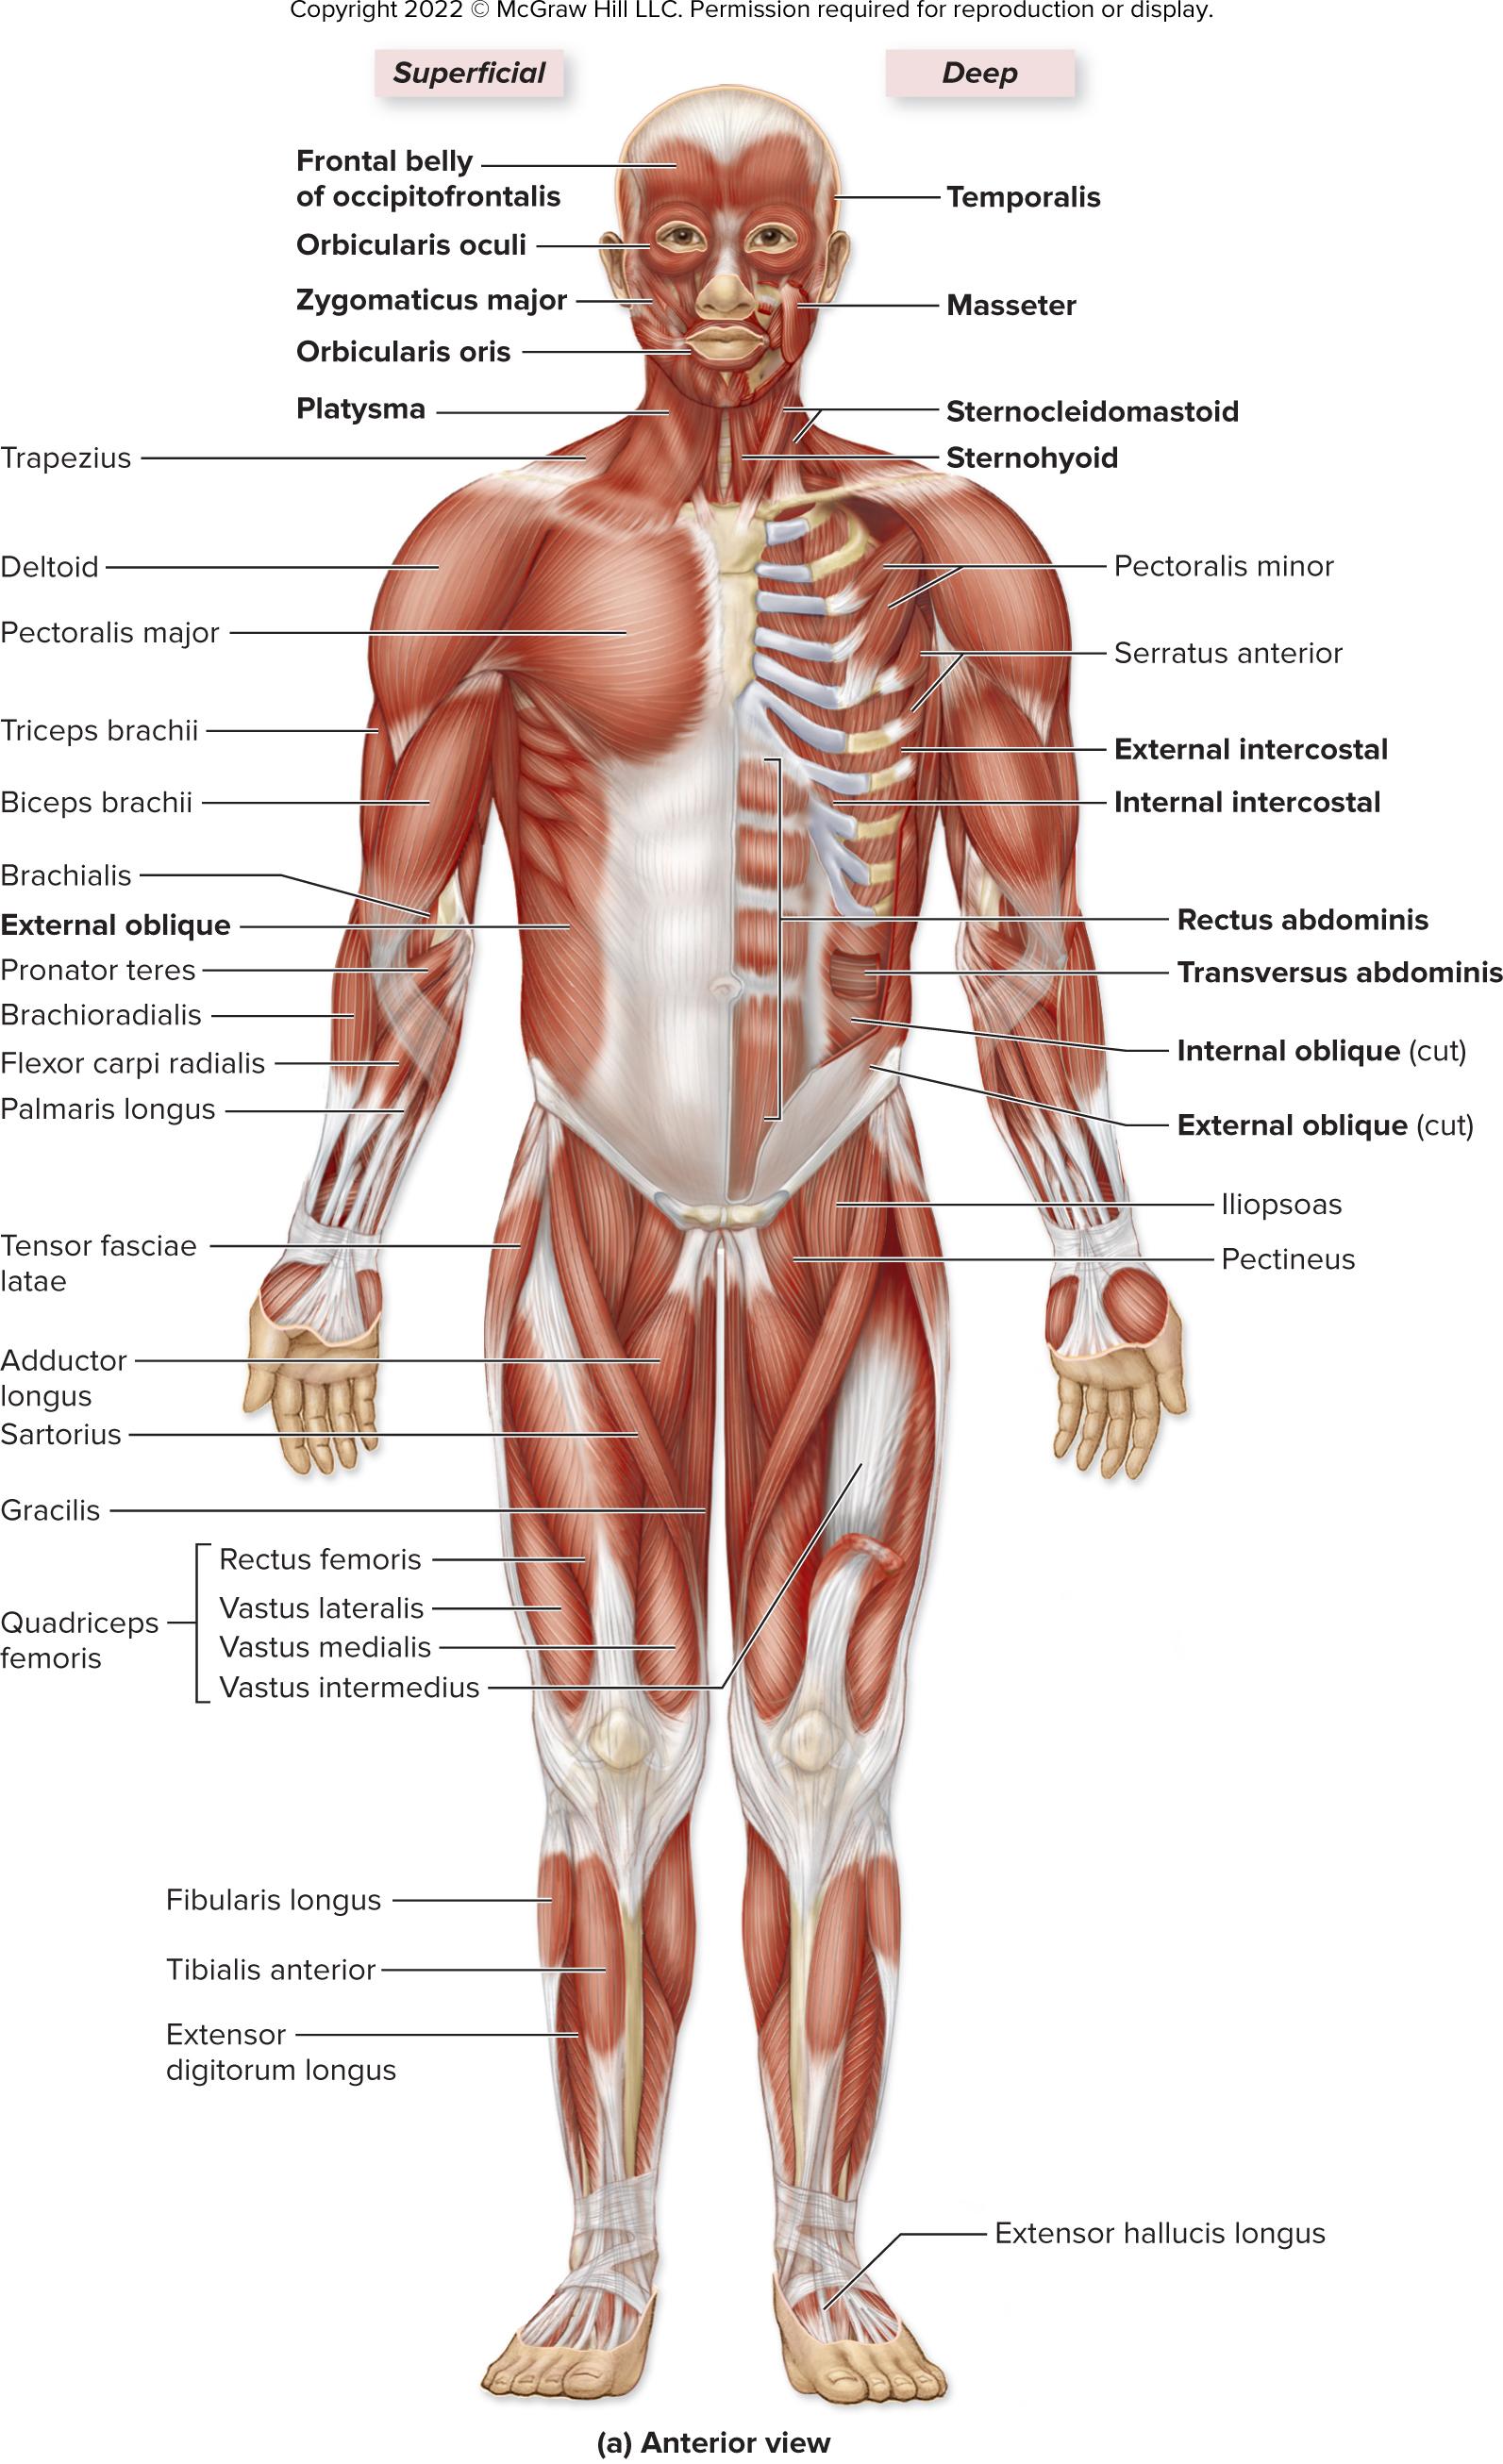 Copyright 2022 © McGraw Hill LLC. Permission required for reproduction or display.
Superficial
Deep
Frontal belly
of occipitofrontalis
Orbicularis oculi
Zygomaticus major
Orbicularis oris
Platysma
Trapezius
Deltoid
Pectoralis major
Triceps brachii
Biceps brachii
Brachialis
External oblique
Pronator teres
Brachioradialis
Flexor carpi radialis
Palmaris longus
Tensor fasciae
latae
Adductor
longus
Sartorius
Gracilis
Quadriceps
femoris
Rectus femoris
Vastus lateralis
Vastus medialis
Vastus intermedius
Fibularis longus
Tibialis anterior
Extensor
digitorum longus
Temporalis
Masseter
Sternocleidomastoid
Sternohyoid
Pectoralis minor
Serratus anterior
External intercostal
Internal intercostal
Rectus abdominis
Transversus abdominis
Internal oblique (cut)
External oblique (cut)
Iliopsoas
Pectineus
Extensor hallucis longus
(a) Anterior view